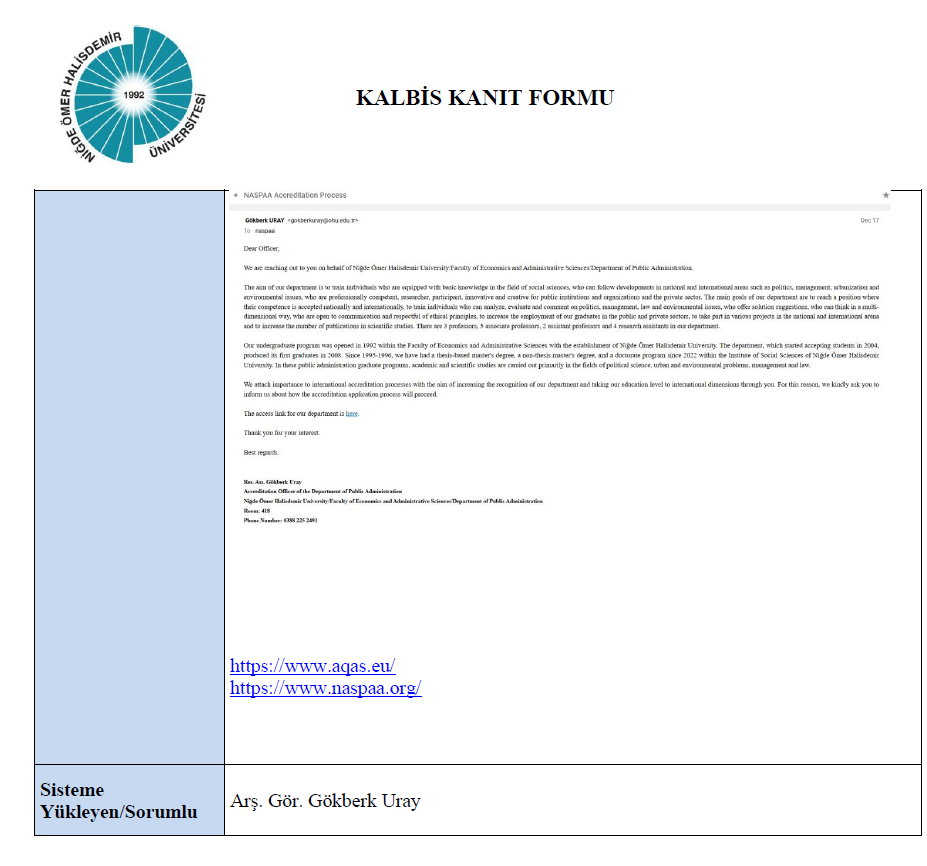 NİĞDE ÖMER HALİSDEMİR
ÜNİVERSİTESİ
1992
KALBİS KANIT FORMU
NASPAA Accreditation Process
Gökberk URAY <gokberkuray@ohu.edu.tr>
Dec 17
To naspaa
Dear Officer,
We are reaching out to you on behalf of Niğde Ömer Halisdemir University/Faculty of Economics and Administrative Sciences/Department of Public Administration.
The aim of our department is to train individuals who are equipped with basic knowledge in the field of social sciences, who can follow developments in national and international areas such as politics, management, urbanization and
environmental issues, who are professionally competent, researcher, participant, innovative and creative for public institutions and organizations and the private sector. The main goals of our department are to reach a position where
their competence is accepted nationally and internationally, to train individuals who can analyze, evaluate and comment on politics, management, law and environmental issues, who offer solution suggestions, who can think in a multi-
dimensional way, who are open to communication and respectful of ethical principles, to increase the employment of our graduates in the public and private sectors, to take part in various projects in the national and international arena
and to increase the number of publications in scientific studies. There are 3 professors, 5 associate professors, 2 assistant professors and 4 research assistants in our department.
Our undergraduate program was opened in 1992 within the Faculty of Economics and Administrative Sciences with the establishment of Niğde Ömer Halisdemir University. The department, which started accepting students in 2004,
produced its first graduates in 2008. Since 1995-1996, we have had a thesis-based master's degree, a non-thesis master's degree, and a doctorate program since 2022 within the Institute of Social Sciences of Niğde Ömer Halisdemir
University. In these public administration graduate programs, academic and scientific studies are carried out primarily in the fields of political science, urban and environmental problems, management and law.
We attach importance to international accreditation processes with the aim of increasing the recognition of our department and taking our education level to international dimensions through you. For this reason, we kindly ask you to
inform us about how the accreditation application process will proceed.
The access link for our department is here.
Thank you for your interest.
Best regards.
Res. Ass. Gökberk Uray
Accreditation Officer of the Department of Public Administration
Niğde Ömer Halisdemir University/Faculty of Economics and Administrative Sciences/Department of Public Administration
Room: 418
Phone Number: 0388 225 2491
https://www.aqas.eu/
https://www.naspaa.org/
Sisteme
Yükleyen/Sorumlu
Arş. Gör. Gökberk Uray